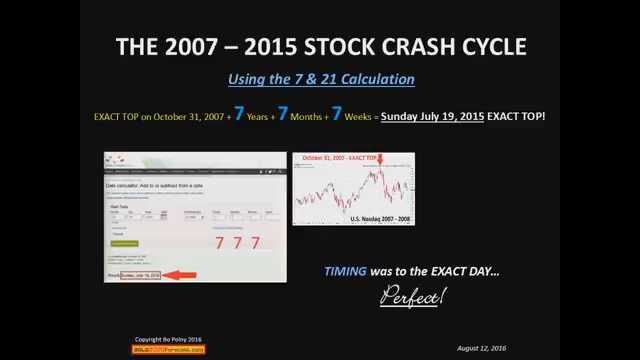 THE 2007 – 2015 STOCK CRASH CYCLE
Using the 7 & 21 Calculation
EXACT TOP on October 31, 2007 + 7 Years + 7 Months + 7 Weeks = Sunday July 19, 2015 EXACT TOP!
Date calculator: Add to or subtract from a date
Start Date
7 7 7
Sunday, July 19, 2015
October 31, 2007 - EXACT TOP
U.S. Nasdaq 2007 - 2008
TIMING was to the EXACT DAY...
Perfect!
Copyright Bo Polny
GOLD2020Forecast.com
August 12, 2016